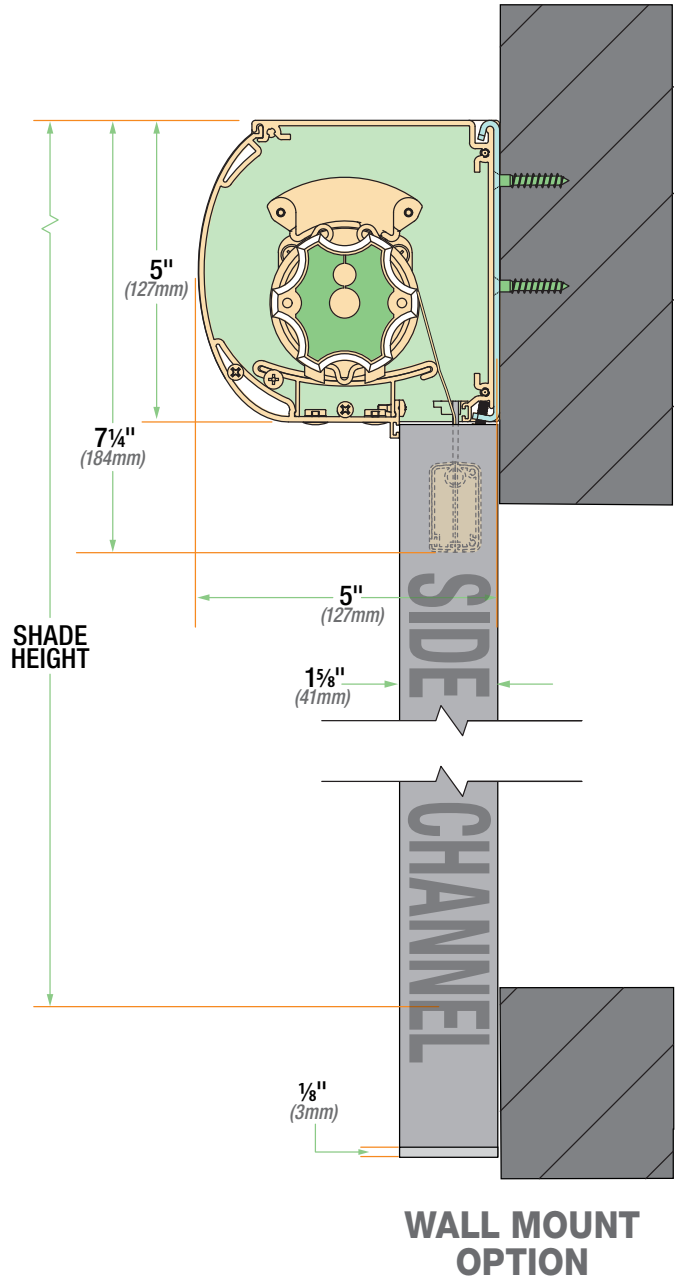 5"
(127mm)
7¼"
(184mm)
5"
(127mm)
SHADE
HEIGHT
1⅝"
(41mm)
SIDE
CHANNEL
⅛"
(3mm)
WALL MOUNT
OPTION